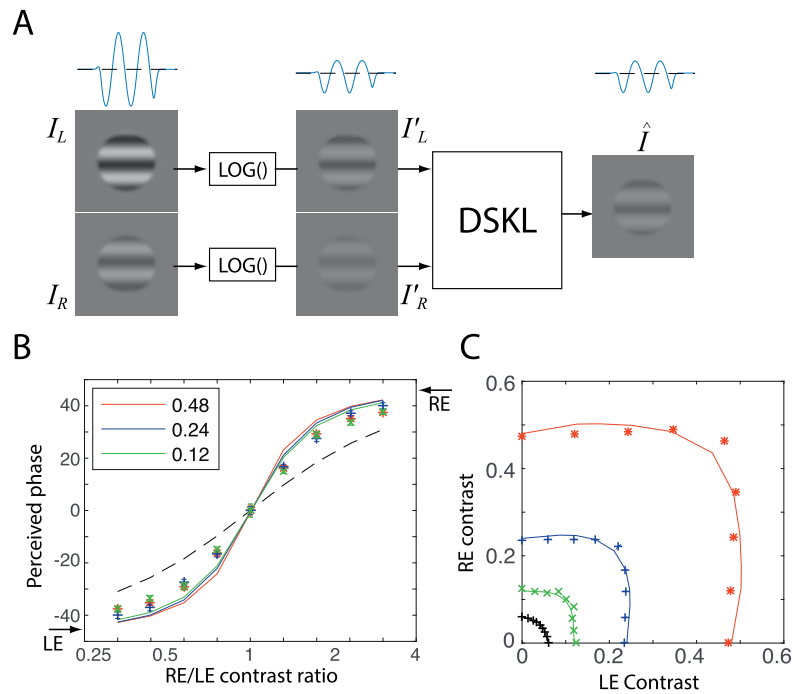 A
I_L
LOG()
I'_L
Î
DSKL
I_R
LOG()
I'_R
B
C
0.48
0.24
0.12
RE
LE
Perceived phase
40
20
0
-20
-40
0.25
0.5
1
2
4
RE/LE contrast ratio
RE contrast
0.6
0.4
0.2
0
0
0.2
0.4
0.6
LE Contrast